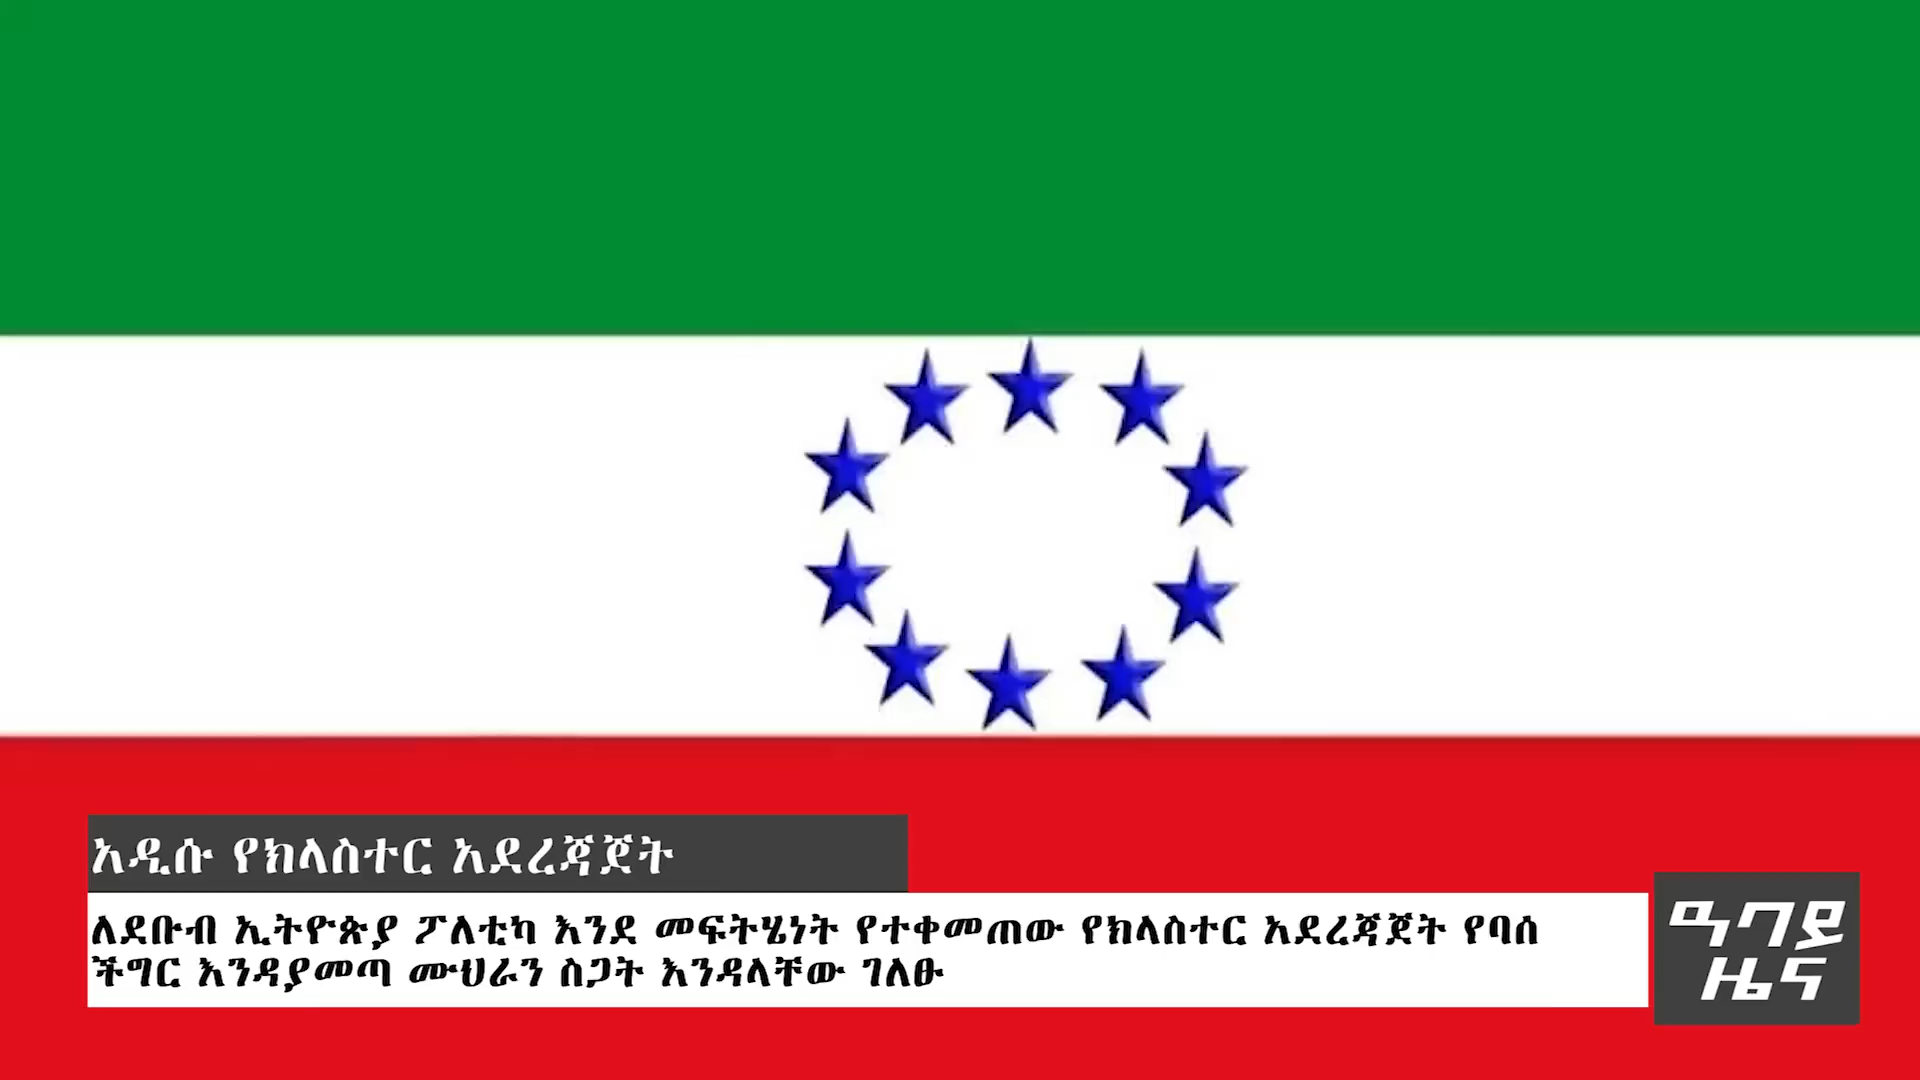 አዲሱ የክላስተር አደረጃጀት
ለደቡብ ኢትዮጵያ ፖለቲካ እንደ መፍትሄነት የተቀመጠው የክላስተር አደረጃጀት የባሰ
ችግር እንዳያመጣ ሙህራን ስጋት እንዳላቸው ገለፁ
ዓባይ
ዜና